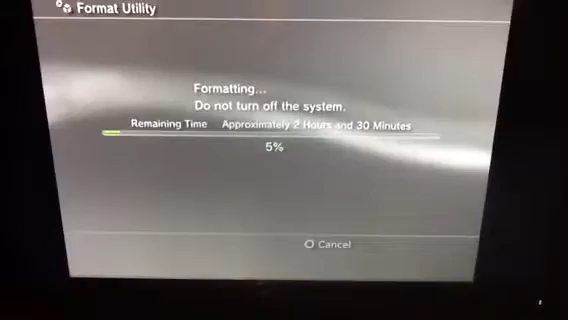 Format Utility
Formatting...
Do not turn off the system.
Remaining Time Approximately 2 Hours and 30 Minutes
5%
Cancel